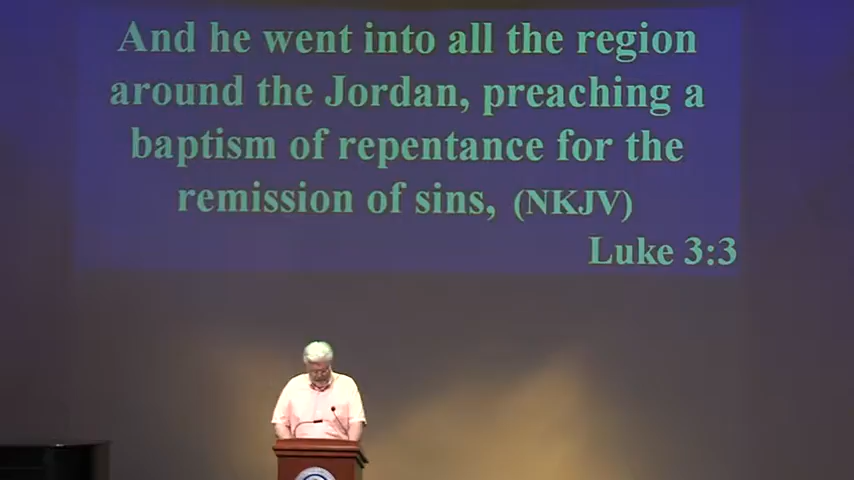 And he went into all the region
around the Jordan, preaching a
baptism of repentance for the
remission of sins, (NKJV)
Luke 3:3